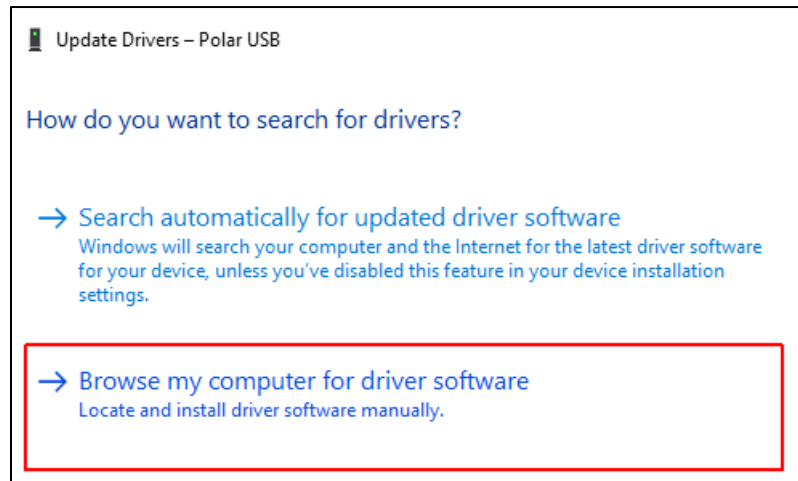 Update Drivers – Polar USB
How do you want to search for drivers?
Search automatically for updated driver software
Windows will search your computer and the Internet for the latest driver software
for your device, unless you've disabled this feature in your device installation
settings.
Browse my computer for driver software
Locate and install driver software manually.